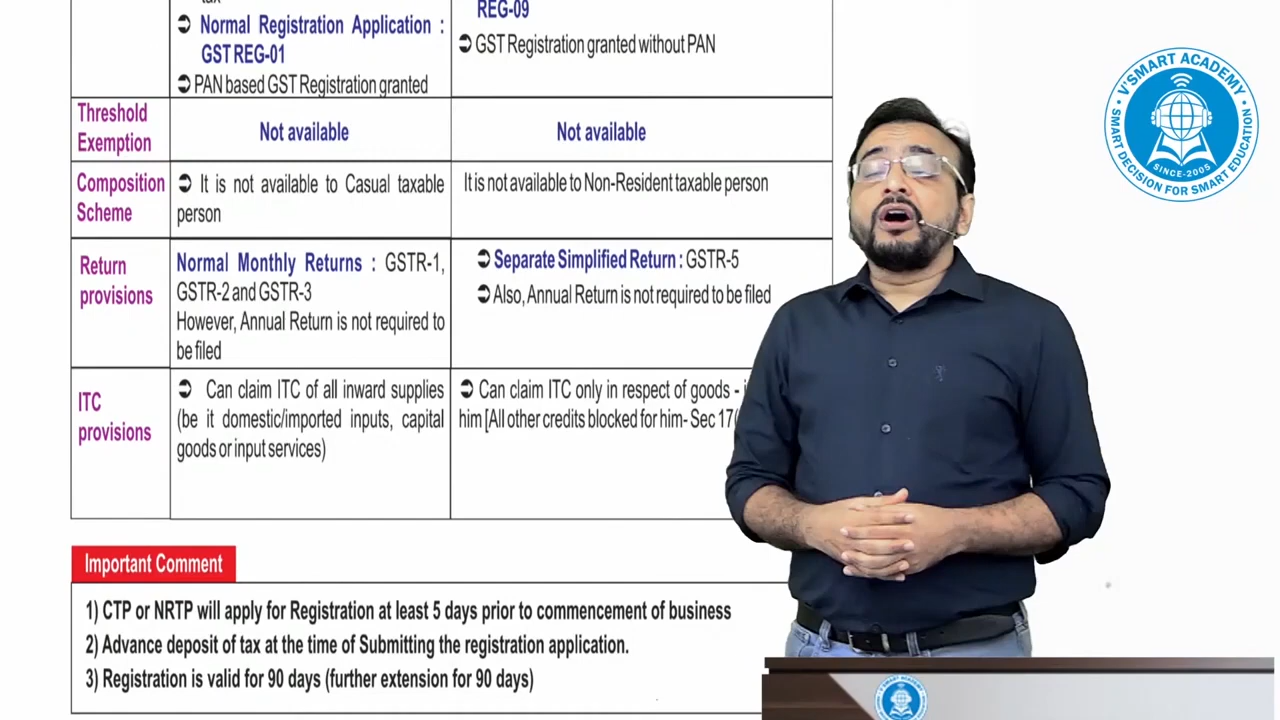 REG-09
➲ Normal Registration Application :
GST REG-01
➲ GST Registration granted without PAN
➲ PAN based GST Registration granted
Threshold
Exemption
Not available
Not available
Composition
Scheme
➲ It is not available to Casual taxable
person
It is not available to Non-Resident taxable person
Return
provisions
Normal Monthly Returns : GSTR-1,
GSTR-2 and GSTR-3
However, Annual Return is not required to
be filed
➲ Separate Simplified Return : GSTR-5
➲ Also, Annual Return is not required to be filed
ITC
provisions
➲ Can claim ITC of all inward supplies
(be it domestic/imported inputs, capital
goods or input services)
➲ Can claim ITC only in respect of goods -
him [All other credits blocked for him- Sec 17(
Important Comment
1) CTP or NRTP will apply for Registration at least 5 days prior to commencement of business
2) Advance deposit of tax at the time of Submitting the registration application.
3) Registration is valid for 90 days (further extension for 90 days)
V'SMART ACADEMY
SMART DECISION FOR SMART EDUCATION
SINCE-2005